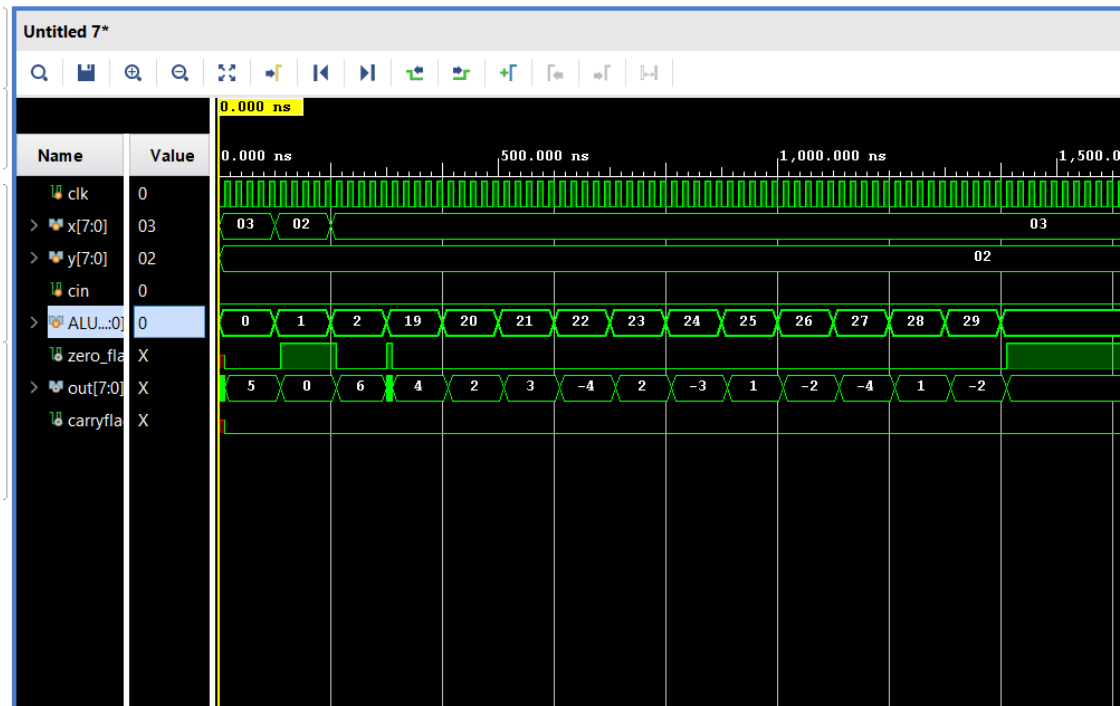 Untitled 7*
0.000 ns
Name Value 0.000 ns 500.000 ns 1,000.000 ns 1,500.0
clk 0
x[7:0] 03 03 02 03
y[7:0] 02 02
cin 0
ALU...:0] 0 0 1 2 19 20 21 22 23 24 25 26 27 28 29
zero_fla X
out[7:0] X 5 0 6 4 2 3 -4 2 -3 1 -2 -4 1 -2
carryfla X